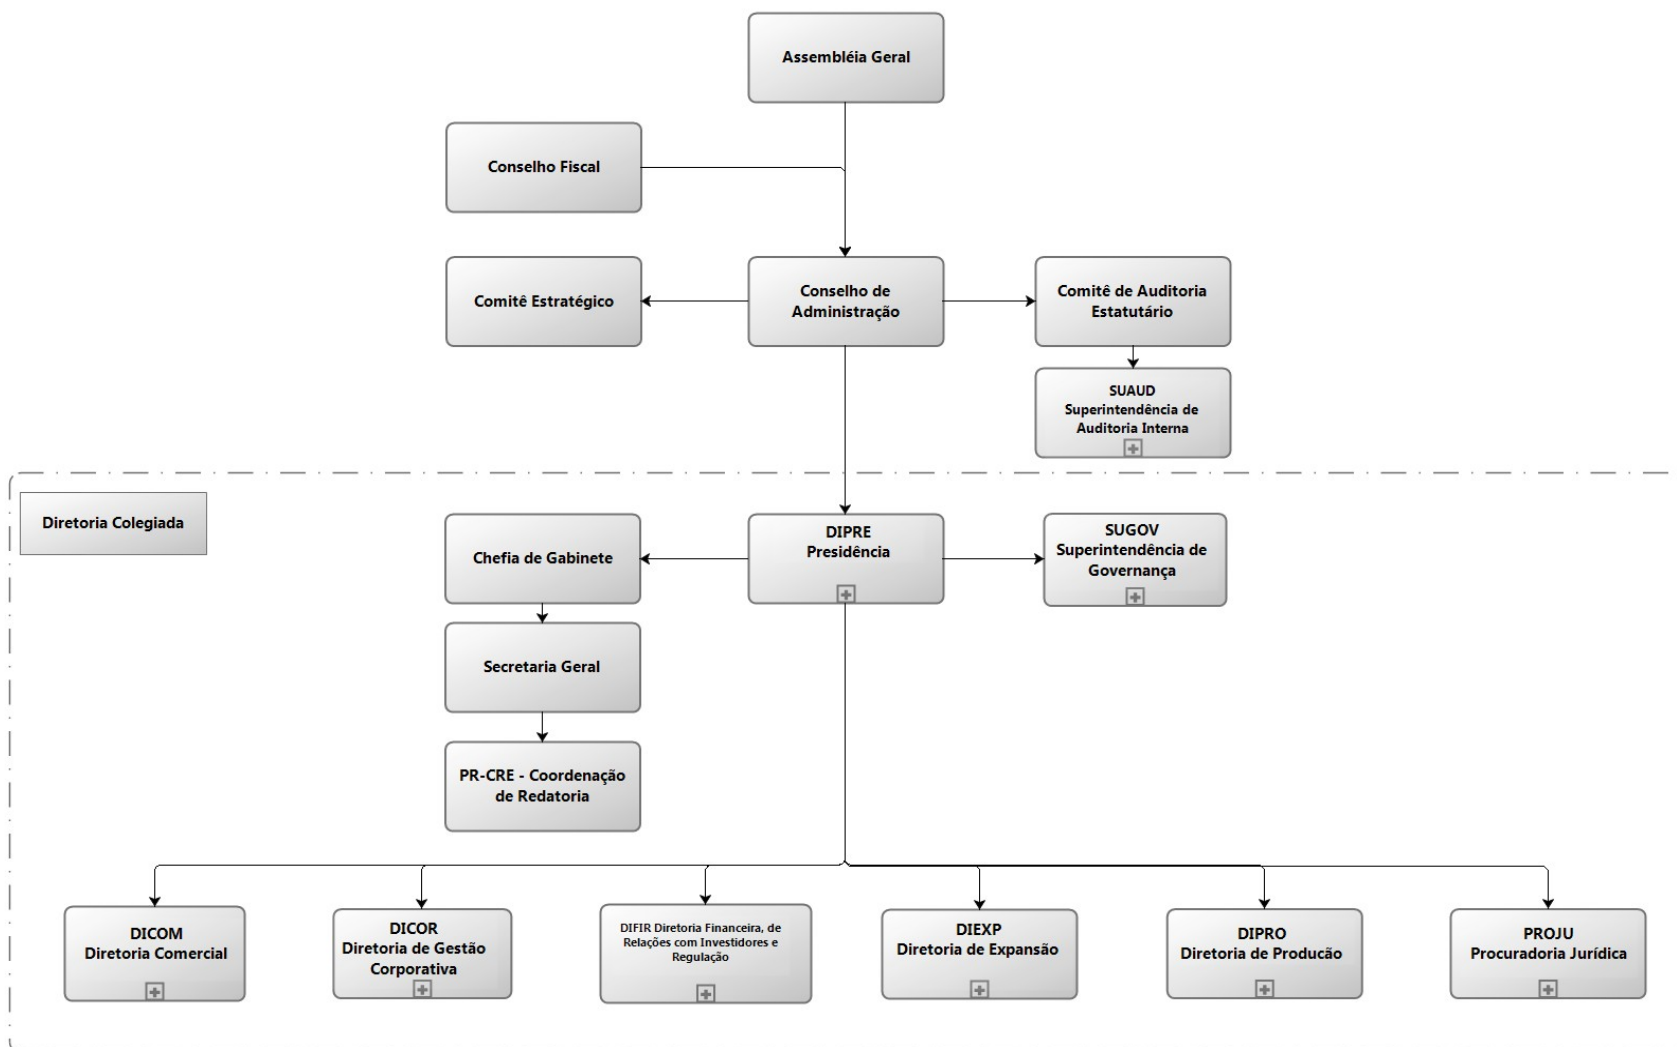 Assembléia Geral
Conselho Fiscal
Comitê Estratégico
Conselho de
Administração
Comitê de Auditoria
Estatutário
SUAUD
Superintendência de
Auditoria Interna
Diretoria Colegiada
Chefia de Gabinete
DIPRE
Presidência
SUGOV
Superintendência de
Governança
Secretaria Geral
PR-CRE - Coordenação
de Redatoria
DICOM
Diretoria Comercial
DICOR
Diretoria de Gestão
Corporativa
DIFIR Diretoria Financeira, de
Relações com Investidores e
Regulação
DIEXP
Diretoria de Expansão
DIPRO
Diretoria de Producão
PROJU
Procuradoria Jurídica